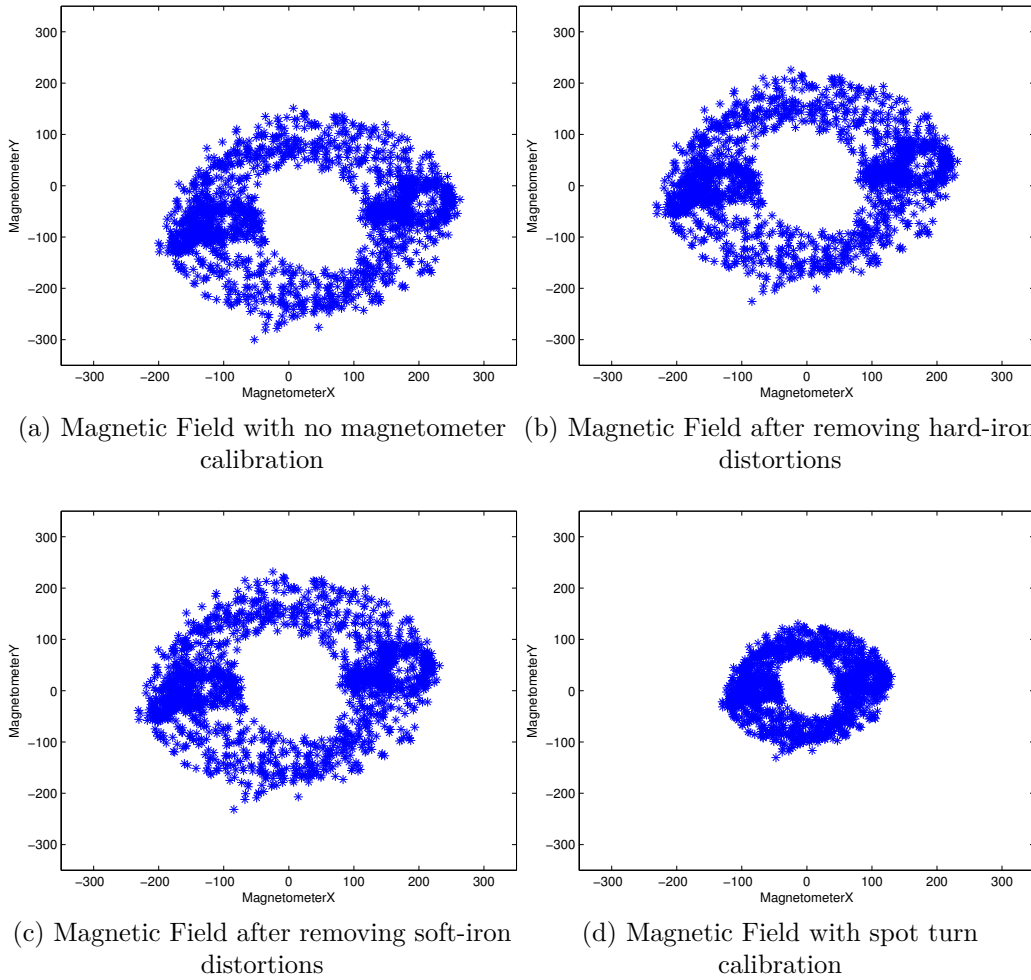 300
200
100
0
−100
−200
−300
−300 −200 −100 0 100 200 300
MagnetometerX
MagnetometerY
(a) Magnetic Field with no magnetometer
calibration
300
200
100
0
−100
−200
−300
−300 −200 −100 0 100 200 300
MagnetometerX
MagnetometerY
(b) Magnetic Field after removing hard-iron
distortions
300
200
100
0
−100
−200
−300
−300 −200 −100 0 100 200 300
MagnetometerX
MagnetometerY
(c) Magnetic Field after removing soft-iron
distortions
300
200
100
0
−100
−200
−300
−300 −200 −100 0 100 200 300
MagnetometerX
MagnetometerY
(d) Magnetic Field with spot turn
calibration